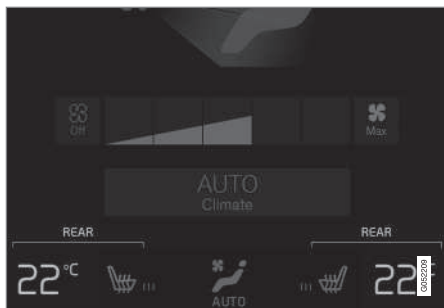 Off
Max
AUTO
Climate
REAR
REAR
22°C
22°C
AUTO
G052209